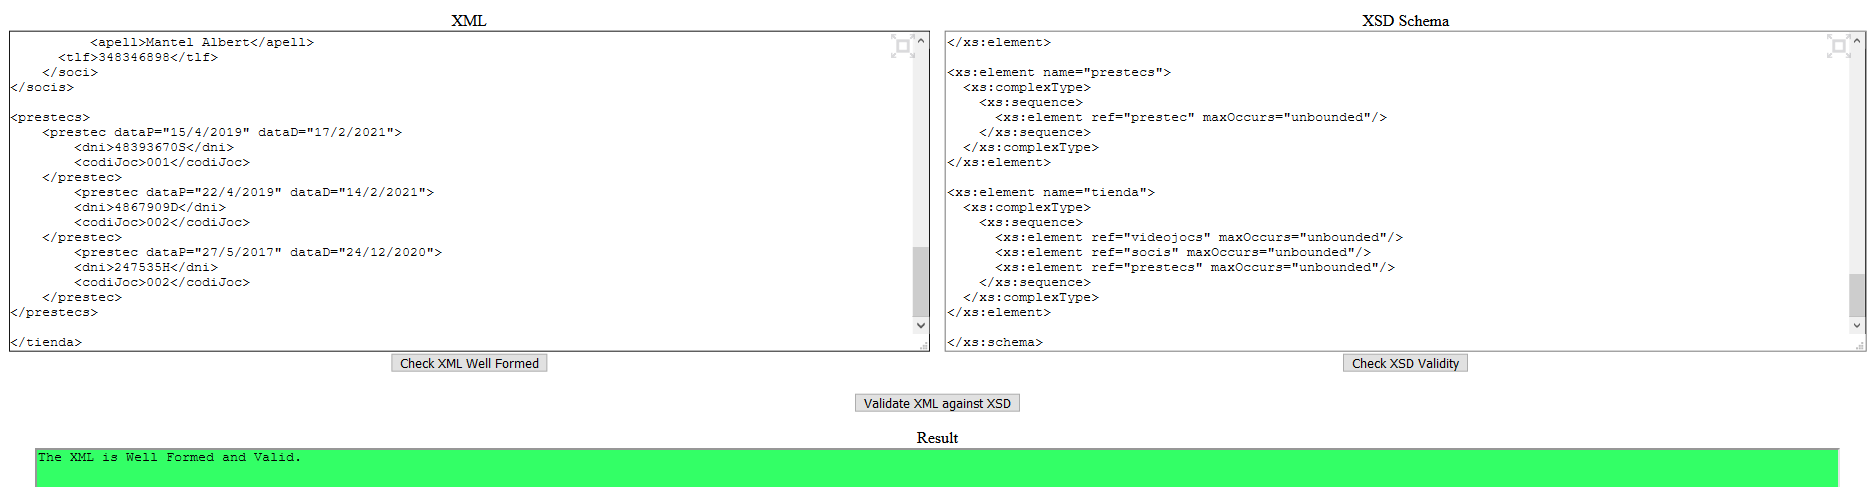 XML
            <apell>Mantel Albert</apell>
      <tlf>348346898</tlf>
    </soci>
</socis>

<prestecs>
    <prestec dataP="15/4/2019" dataD="17/2/2021">
        <dni>48393670S</dni>
        <codiJoc>001</codiJoc>
    </prestec>
        <prestec dataP="22/4/2019" dataD="14/2/2021">
        <dni>4867909D</dni>
        <codiJoc>002</codiJoc>
    </prestec>
        <prestec dataP="27/5/2017" dataD="24/12/2020">
        <dni>247535H</dni>
        <codiJoc>002</codiJoc>
    </prestec>
</prestecs>

</tienda>
Check XML Well Formed
XSD Schema
</xs:element>

<xs:element name="prestecs">
  <xs:complexType>
    <xs:sequence>
      <xs:element ref="prestec" maxOccurs="unbounded"/>
    </xs:sequence>
  </xs:complexType>
</xs:element>

<xs:element name="tienda">
  <xs:complexType>
    <xs:sequence>
      <xs:element ref="videojocs" maxOccurs="unbounded"/>
      <xs:element ref="socis" maxOccurs="unbounded"/>
      <xs:element ref="prestecs" maxOccurs="unbounded"/>
    </xs:sequence>
  </xs:complexType>
</xs:element>

</xs:schema>
Check XSD Validity
Validate XML against XSD
Result
The XML is Well Formed and Valid.